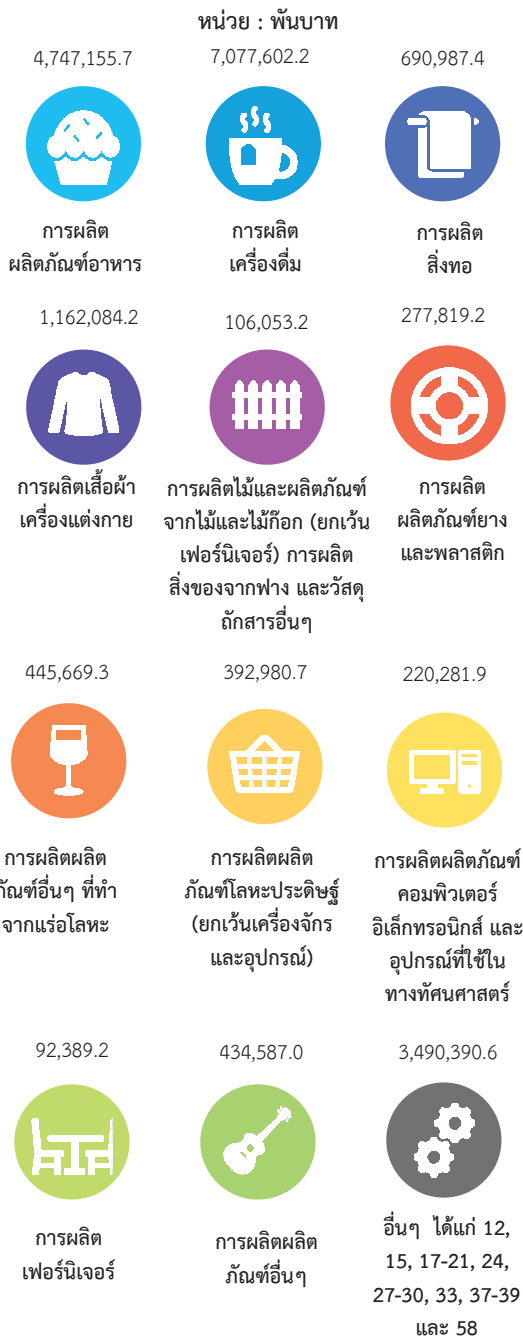 หน่วย : พันบาท
4,747,155.7
การผลิต
ผลิตภัณฑ์อาหาร
7,077,602.2
การผลิต
เครื่องดื่ม
690,987.4
การผลิต
สิ่งทอ
1,162,084.2
การผลิตเสื้อผ้า
เครื่องแต่งกาย
106,053.2
การผลิตไม้และผลิตภัณฑ์
จากไม้และไม้ก๊อก (ยกเว้น
เฟอร์นิเจอร์) การผลิต
สิ่งของจากฟาง และวัสดุ
ถักสารอื่นๆ
277,819.2
การผลิต
ผลิตภัณฑ์ยาง
และพลาสติก
445,669.3
การผลิตผลิต
ภัณฑ์อื่นๆ ที่ทำ
จากแร่อโลหะ
392,980.7
การผลิตผลิต
ภัณฑ์โลหะประดิษฐ์
(ยกเว้นเครื่องจักร
และอุปกรณ์)
220,281.9
การผลิตผลิตภัณฑ์
คอมพิวเตอร์
อิเล็กทรอนิกส์ และ
อุปกรณ์ที่ใช้ใน
ทางทัศนศาสตร์
92,389.2
การผลิต
เฟอร์นิเจอร์
434,587.0
การผลิตผลิต
ภัณฑ์อื่นๆ
3,490,390.6
อื่นๆ ได้แก่ 12,
15, 17-21, 24,
27-30, 33, 37-39
และ 58